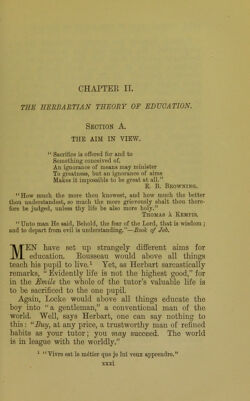 CHAPTER II.
THE HERBARTIAN THEORY OF EDUCATION.
SECTION A.
THE AIM IN VIEW.
"Sacrifice is offered for and to
Something conceived of.
An ignorance of means may minister
To greatness, but an ignorance of aims
Makes it impossible to be great at all."
E. B. BROWNING.
"How much the more thou knowest, and how much the better
thou understandest, so much the more grievously shalt thou there-
fore be judged, unless thy life be also more holy."
THOMAS À KEMPIS.
"Unto man He said, Behold, the fear of the Lord, that is wisdom;
and to depart from evil is understanding."—Book of Job.
MEN have set up strangely different aims for
education. Rousseau would above all things
teach his pupil to live.¹ Yet, as Herbart sarcastically
remarks, "Evidently life is not the highest good," for
in the Emile the whole of the tutor's valuable life is
to be sacrificed to the one pupil.
Again, Locke would above all things educate the
boy into "a gentleman," a conventional man of the
world. Well, says Herbart, one can say nothing to
this: "Buy, at any price, a trustworthy man of refined
habits as your tutor; you may succeed. The world
is in league with the worldly."
¹ "Vivre est le métier que je lui veux apprendre."
xxxi